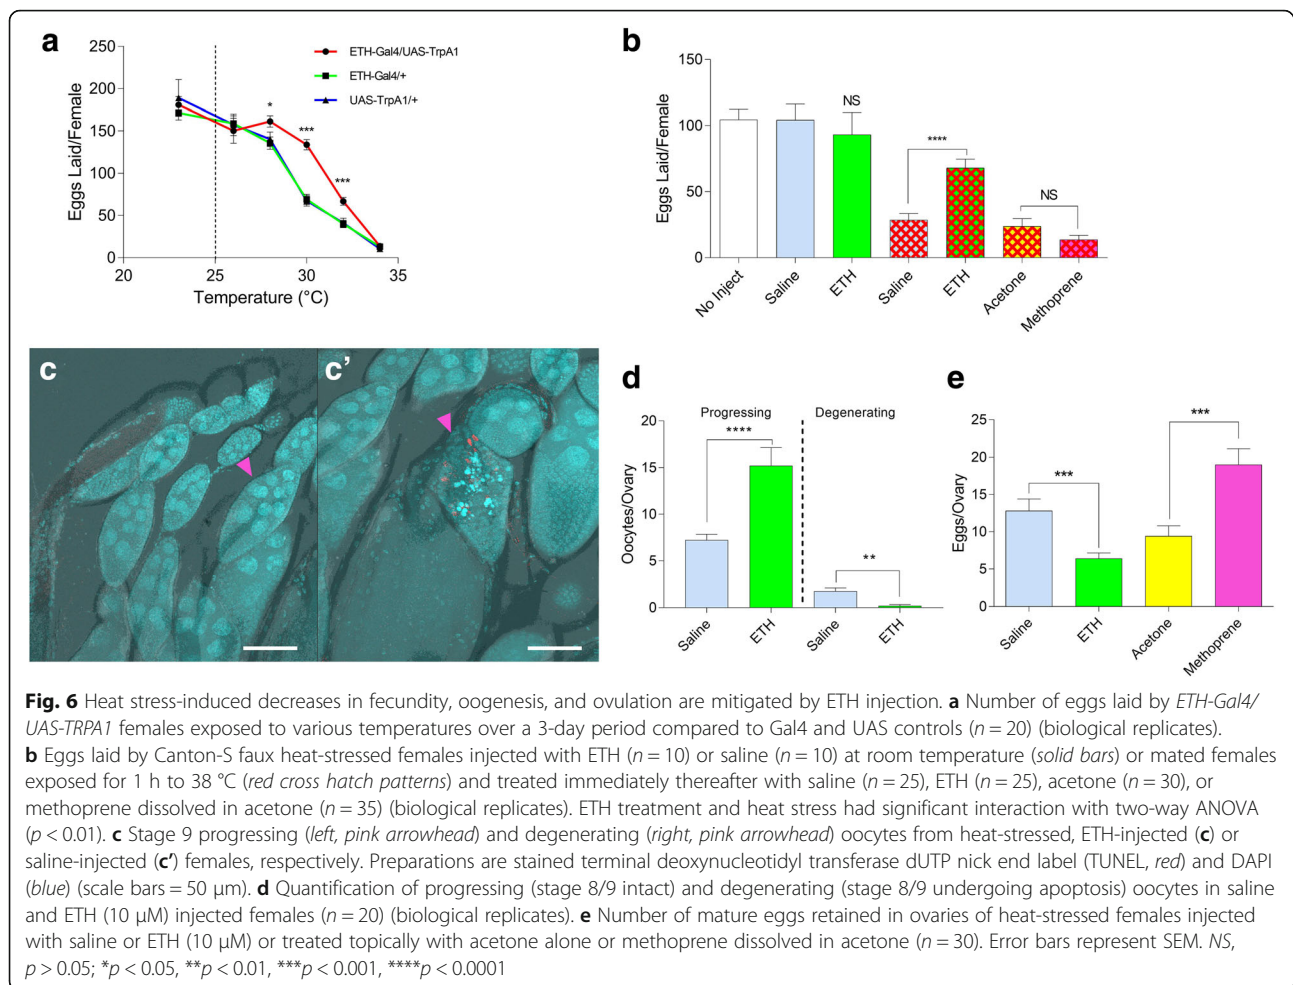 a
250
200
150
100
50
0
Eggs Laid/Female
20
25
30
35
Temperature (°C)
*
***
***
ETH-Gal4/UAS-TrpA1
ETH-Gal4/+
UAS-TrpA1/+
b
150
100
50
0
Eggs Laid/Female
NS
****
NS
No Inject
Saline
ETH
Saline
ETH
Acetone
Methoprene
c
c’
d
20
15
10
5
0
Oocytes/Ovary
Progressing
Degenerating
****
**
Saline
ETH
Saline
ETH
e
25
20
15
10
5
0
Eggs/Ovary
***
***
Saline
ETH
Acetone
Methoprene
Fig. 6 Heat stress-induced decreases in fecundity, oogenesis, and ovulation are mitigated by ETH injection. a Number of eggs laid by ETH-Gal4/
UAS-TRPA1 females exposed to various temperatures over a 3-day period compared to Gal4 and UAS controls (n = 20) (biological replicates).
b Eggs laid by Canton-S faux heat-stressed females injected with ETH (n = 10) or saline (n = 10) at room temperature (solid bars) or mated females
exposed for 1 h to 38 °C (red cross hatch patterns) and treated immediately thereafter with saline (n = 25), ETH (n = 25), acetone (n = 30), or
methoprene dissolved in acetone (n = 35) (biological replicates). ETH treatment and heat stress had significant interaction with two-way ANOVA
(p < 0.01). c Stage 9 progressing (left, pink arrowhead) and degenerating (right, pink arrowhead) oocytes from heat-stressed, ETH-injected (c) or
saline-injected (c’) females, respectively. Preparations are stained terminal deoxynucleotidyl transferase dUTP nick end label (TUNEL, red) and DAPI
(blue) (scale bars = 50 μm). d Quantification of progressing (stage 8/9 intact) and degenerating (stage 8/9 undergoing apoptosis) oocytes in saline
and ETH (10 μM) injected females (n = 20) (biological replicates). e Number of mature eggs retained in ovaries of heat-stressed females injected
with saline or ETH (10 μM) or treated topically with acetone alone or methoprene dissolved in acetone (n = 30). Error bars represent SEM. NS,
p > 0.05; *p < 0.05, **p < 0.01, ***p < 0.001, ****p < 0.0001